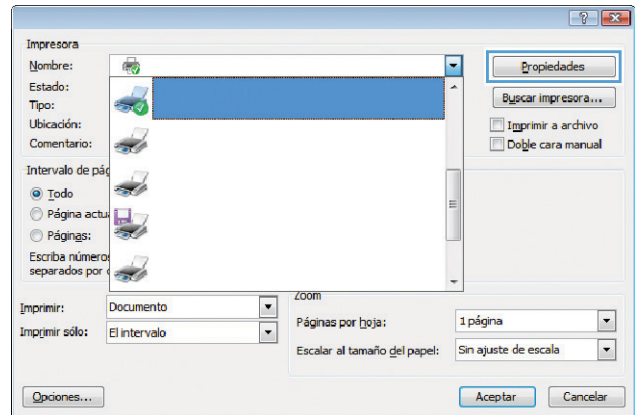 Impresora
Nombre:
Propiedades
Estado:
Tipo:
Buscar impresora...
Ubicación:
Imprimir a archivo
Comentario:
Doble cara manual
Intervalo de pág
Todo
Página actu
Páginas:
Escriba números
separados por
Zoom
Imprimir:
Documento
Páginas por hoja:
1 página
Imprimir sólo:
El intervalo
Escalar al tamaño del papel:
Sin ajuste de escala
Opciones...
Aceptar
Cancelar